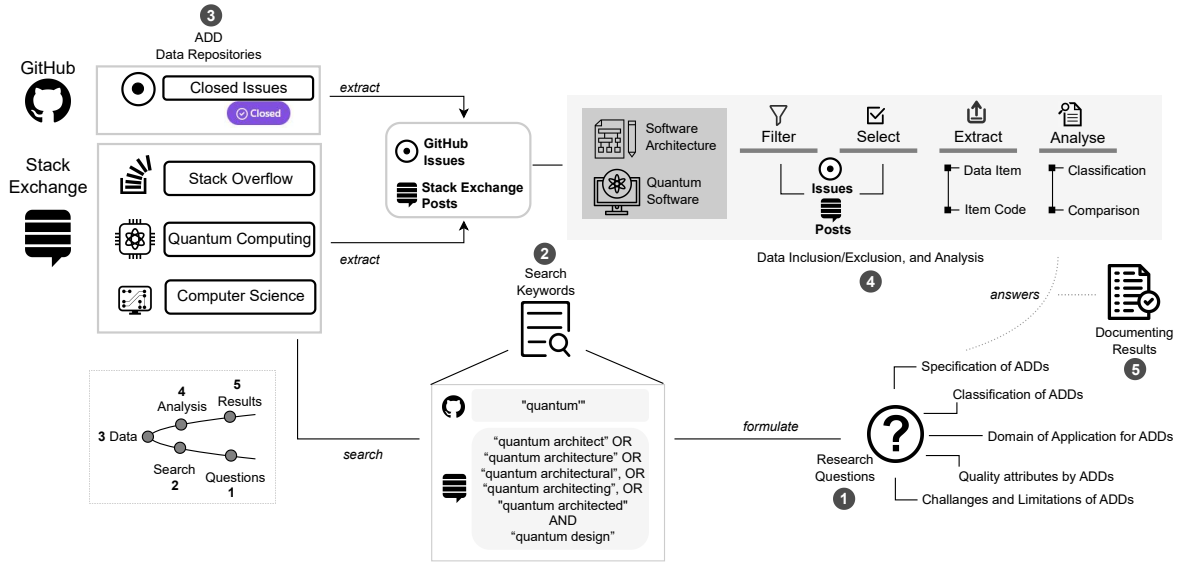 3
ADD
Data Repositories
GitHub
Closed Issues
Closed
extract
Stack
Exchange
Stack Overflow
Quantum Computing
Computer Science
extract
GitHub
Issues
Stack Exchange
Posts
Software
Architecture
Quantum
Software
Filter
Select
Extract
Analyse
Issues
Posts
Data Item
Item Code
Classification
Comparison
Data Inclusion/Exclusion, and Analysis
4
answers
Documenting
Results
5
2
Search
Keywords
"quantum'"
“quantum architect” OR
“quantum architecture” OR
“quantum architectural”, OR
“quantum architecting”, OR
"quantum architected"
AND
“quantum design”
search
formulate
Research
Questions
1
?
Specification of ADDs
Classification of ADDs
Domain of Application for ADDs
Quality attributes by ADDs
Challanges and Limitations of ADDs
4
Analysis
5
Results
3 Data
Search
2
Questions
1